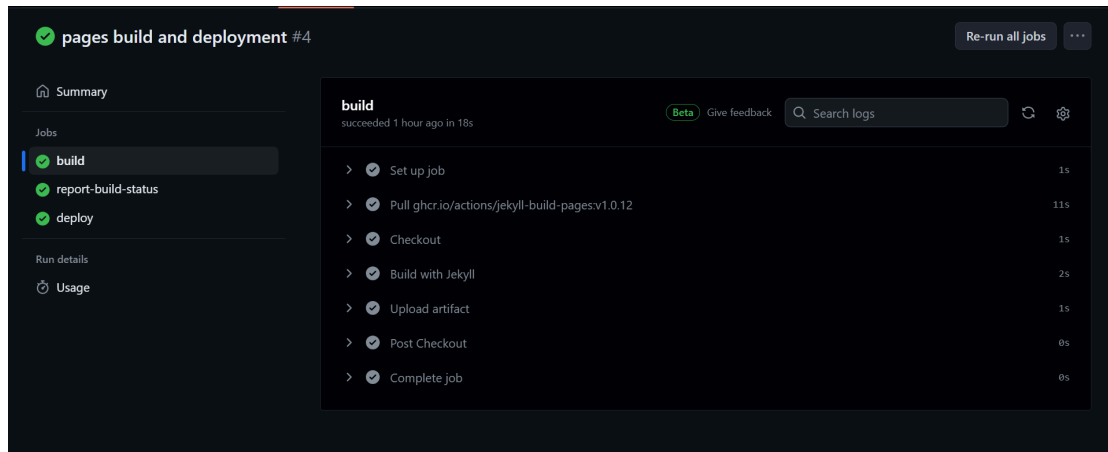 pages build and deployment #4
Re-run all jobs
Summary
Jobs
build
report-build-status
deploy
Run details
Usage
build
succeeded 1 hour ago in 18s
Beta Give feedback
Search logs
Set up job 1s
Pull ghcr.io/actions/jekyll-build-pages:v1.0.12 11s
Checkout 1s
Build with Jekyll 2s
Upload artifact 1s
Post Checkout 0s
Complete job 0s